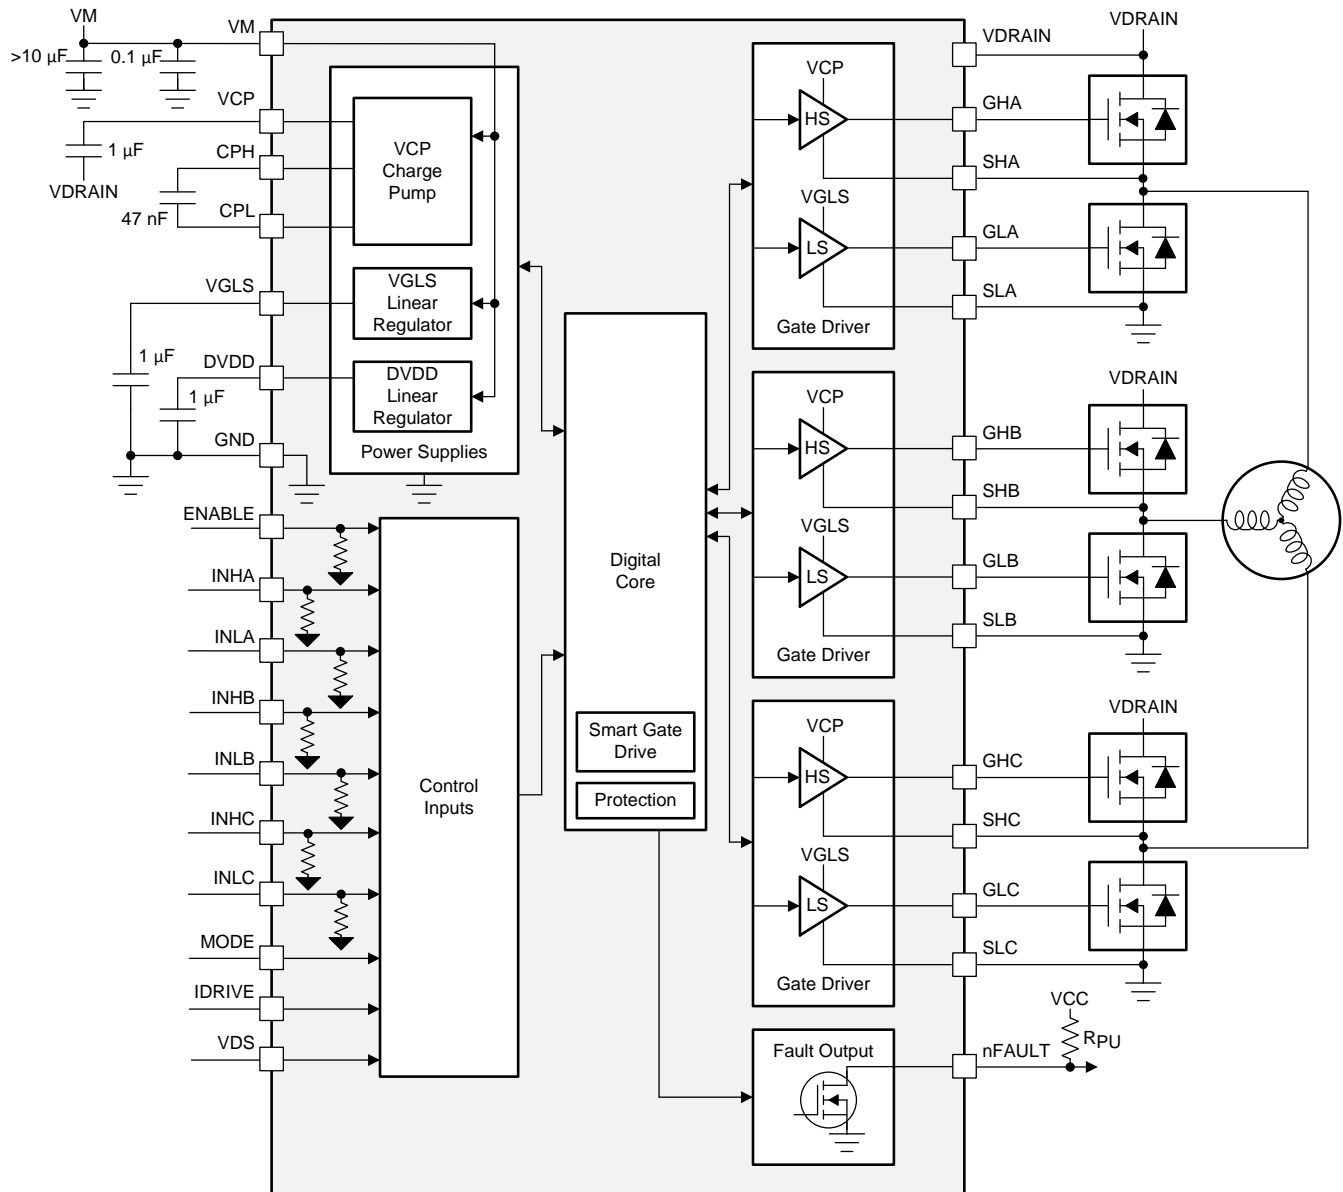 VM
VM
>10 µF
0.1 µF
VCP
1 µF
VDRAIN
CPH
47 nF
CPL
VCP
Charge
Pump
VGLS
VGLS
Linear
Regulator
1 µF
DVDD
1 µF
DVDD
Linear
Regulator
GND
Power Supplies
ENABLE
INHA
INLA
INHB
INLB
INHC
INLC
MODE
IDRIVE
VDS
Control
Inputs
Digital
Core
Smart Gate
Drive
Protection
VCP
HS
VGLS
LS
Gate Driver
VDRAIN
VDRAIN
GHA
SHA
GLA
SLA
VCP
HS
VGLS
LS
Gate Driver
VDRAIN
GHB
SHB
GLB
SLB
VCP
HS
VGLS
LS
Gate Driver
VDRAIN
GHC
SHC
GLC
SLC
Fault Output
nFAULT
VCC
RPU